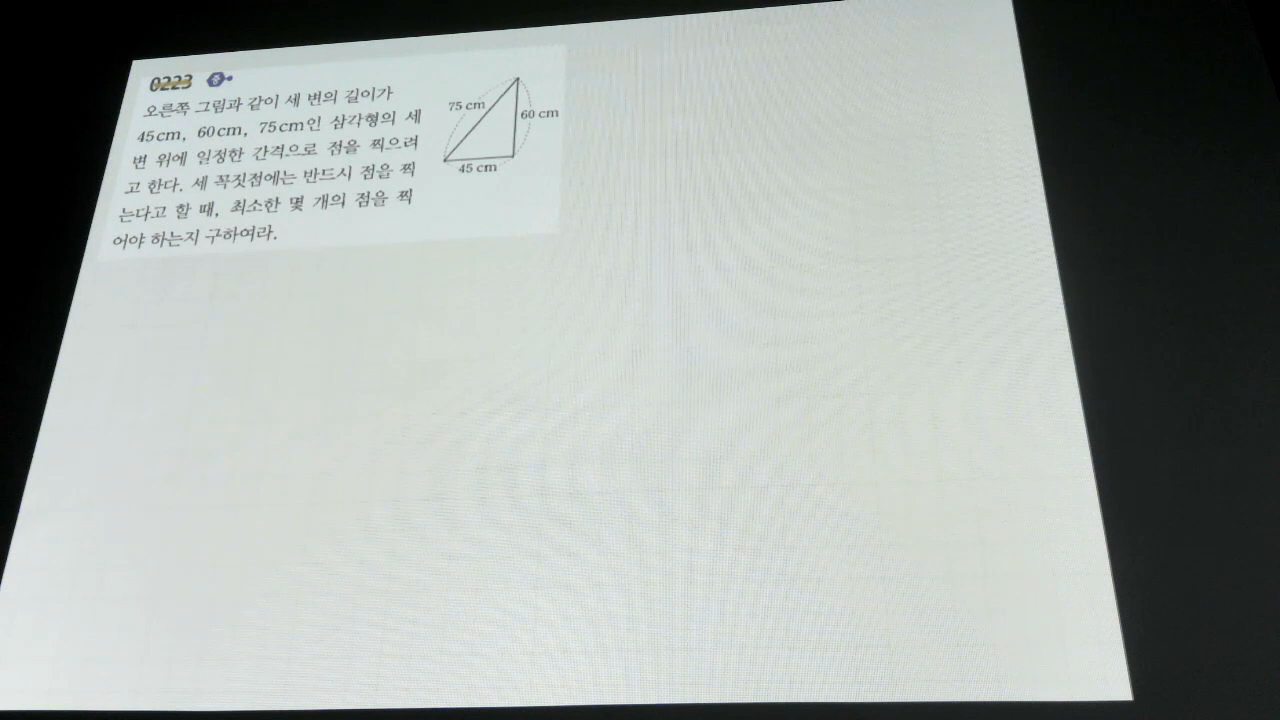 0223 중
오른쪽 그림과 같이 세 변의 길이가
45cm, 60cm, 75cm인 삼각형의 세
변 위에 일정한 간격으로 점을 찍으려
고 한다. 세 꼭짓점에는 반드시 점을 찍
는다고 할 때, 최소한 몇 개의 점을 찍
어야 하는지 구하여라.
75 cm
60 cm
45 cm